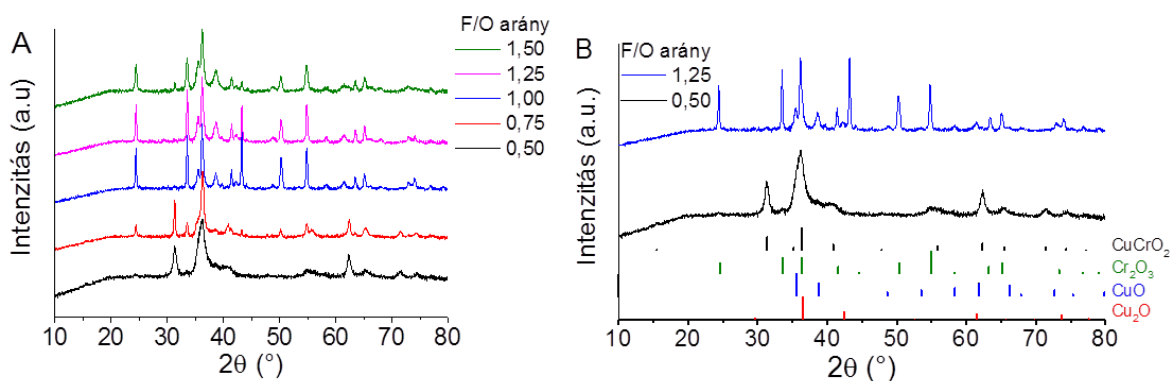 A
F/O arány
1,50
1,25
1,00
0,75
0,50
Intenzitás (a.u)
10 20 30 40 50 60 70 80
2θ (°)
B
F/O arány
1,25
0,50
Intenzitás (a.u.)
CuCrO₂
Cr₂O₃
CuO
Cu₂O
10 20 30 40 50 60 70 80
2θ (°)